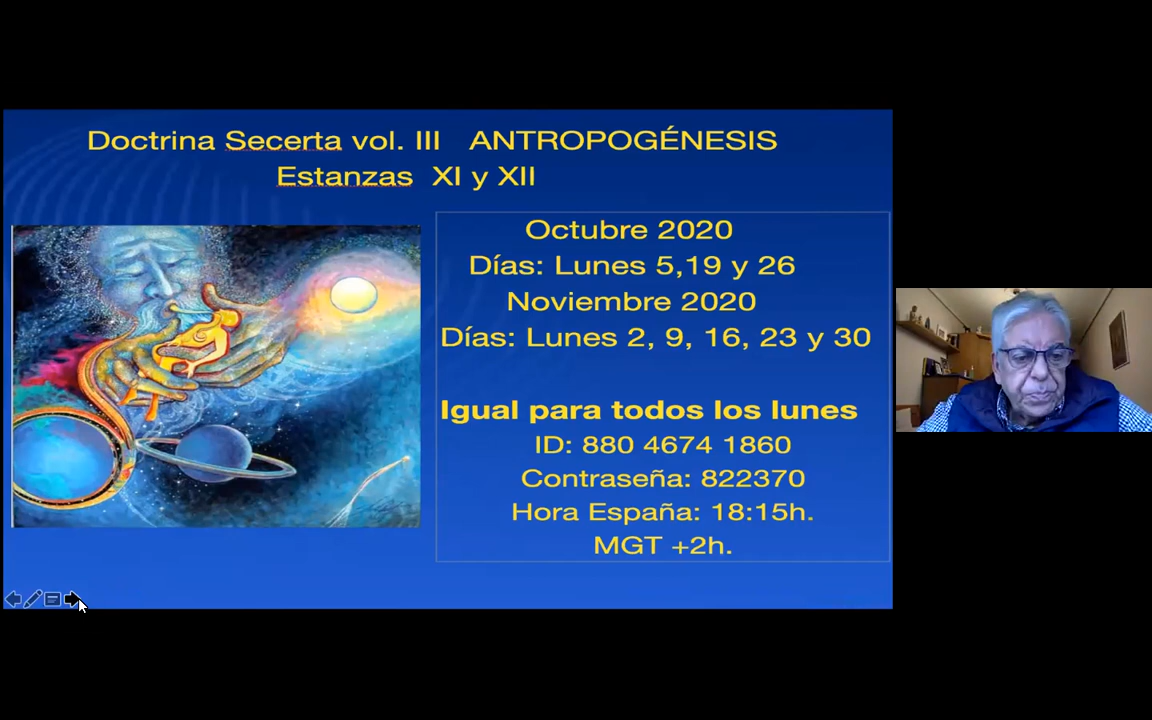 Doctrina Secerta vol. III ANTROPOGÉNESIS
Estanzas XI y XII
Octubre 2020
Días: Lunes 5,19 y 26
Noviembre 2020
Días: Lunes 2, 9, 16, 23 y 30
Igual para todos los lunes
ID: 880 4674 1860
Contraseña: 822370
Hora España: 18:15h.
MGT +2h.